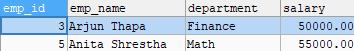 emp_id emp_name department salary
3 Arjun Thapa Finance 50000.00
5 Anita Shrestha Math 55000.00